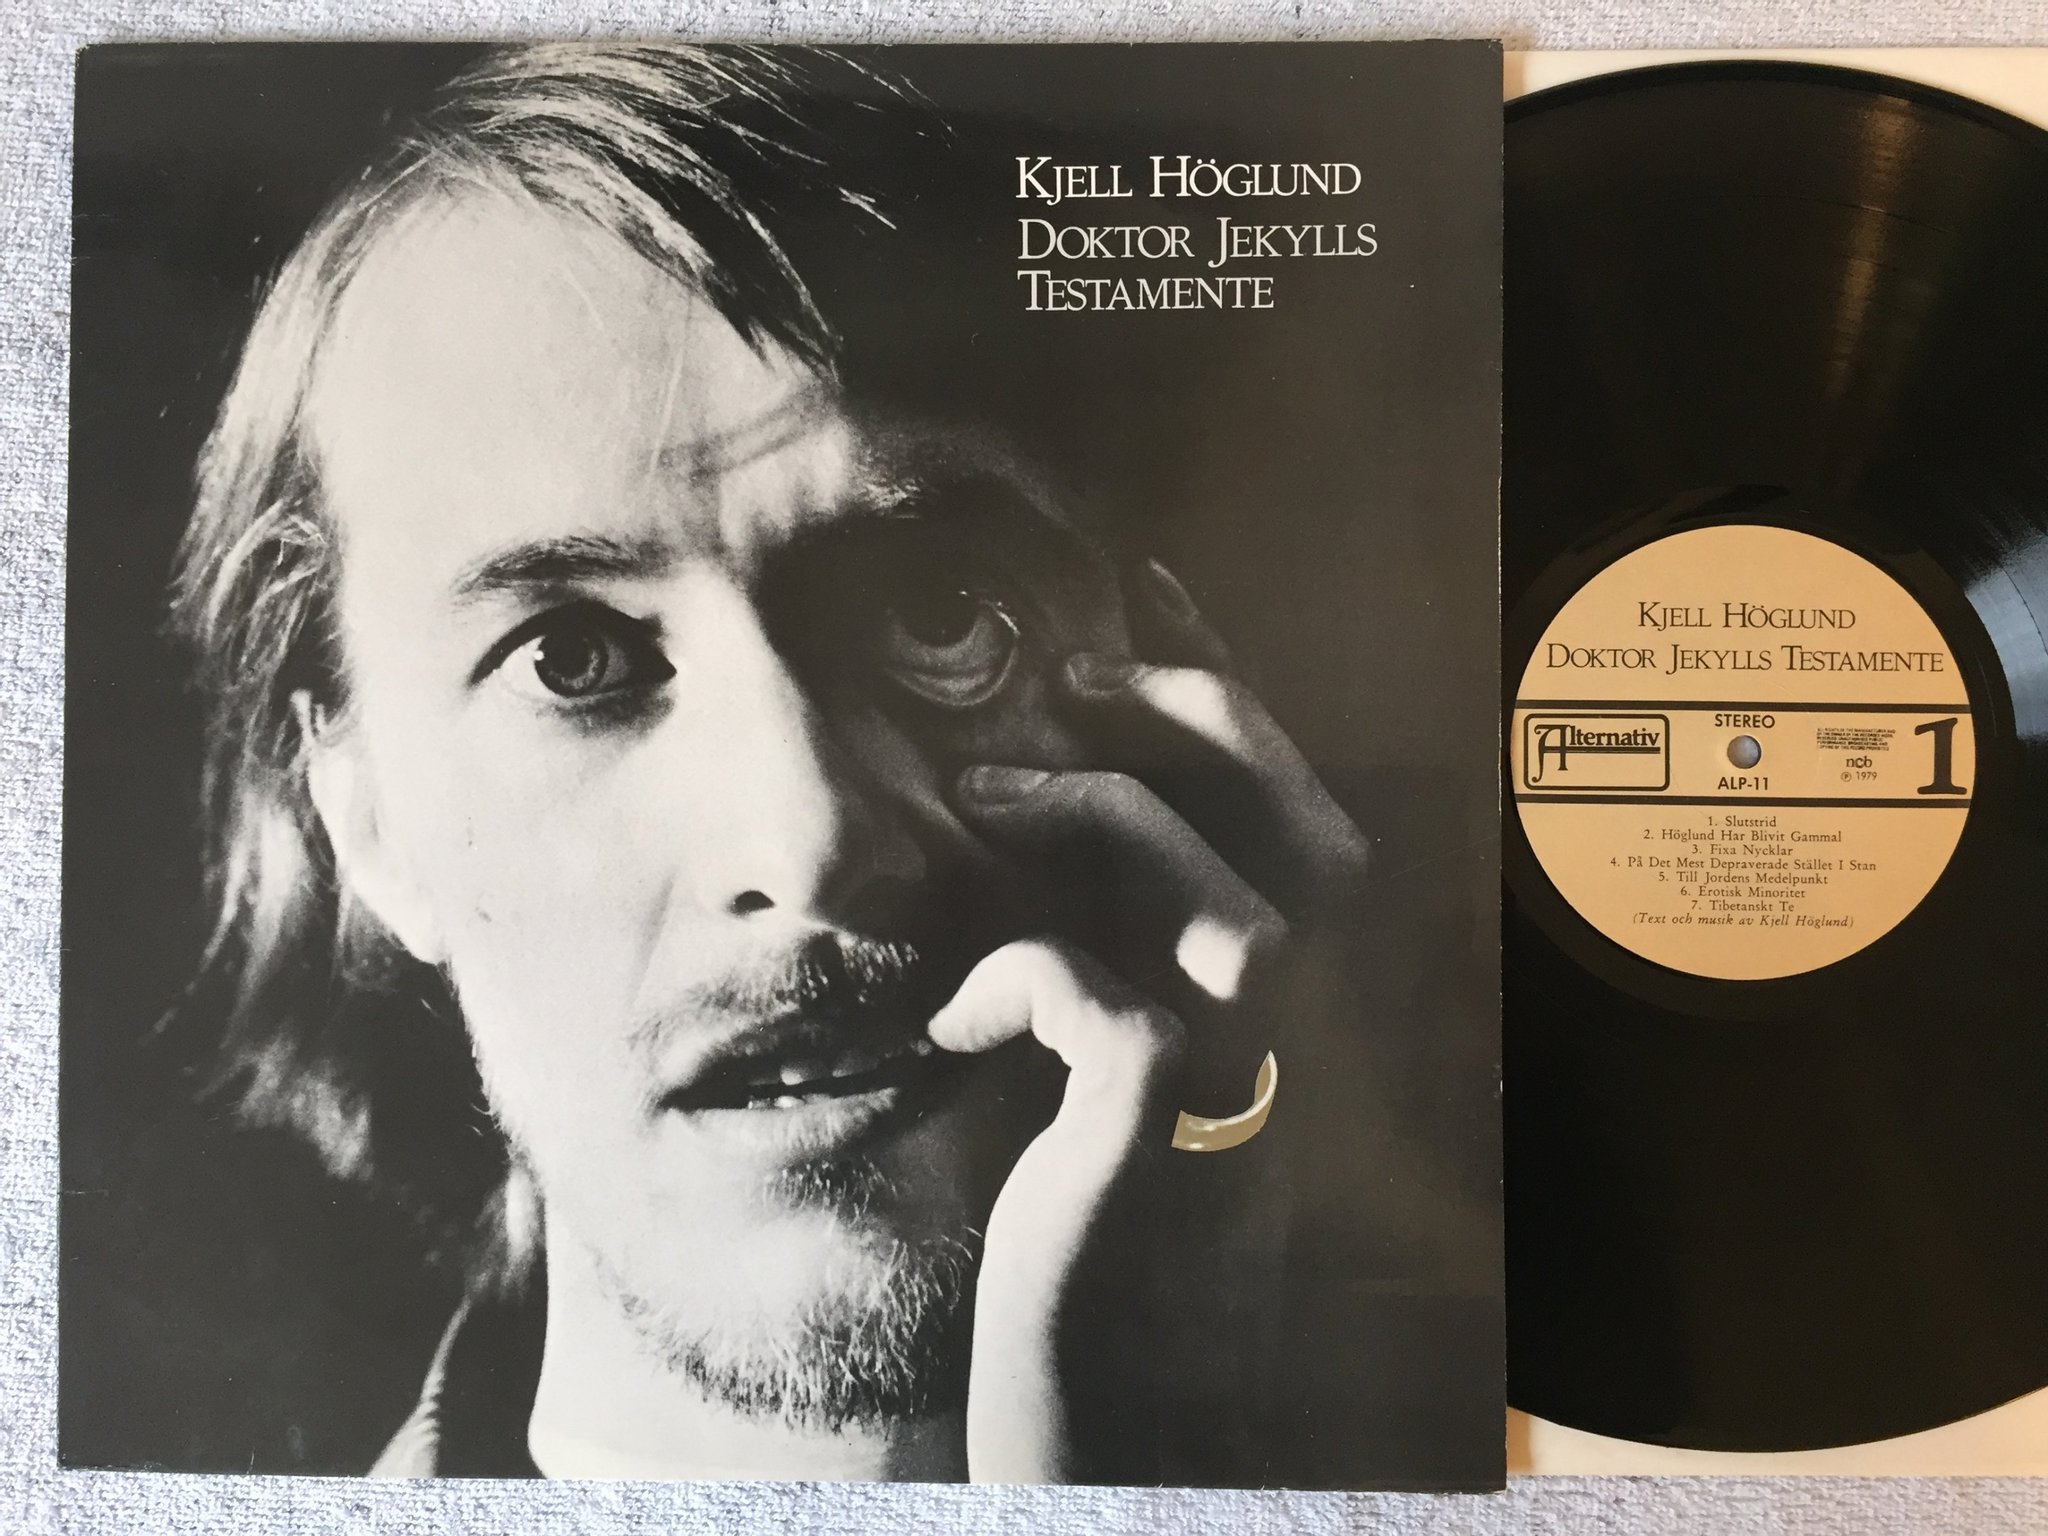 KJELL HÖGLUND
DOKTOR JEKYLLS
TESTAMENTE
KJELL HÖGLUND
DOKTOR JEKYLLS TESTAMENTE
Alternativ
STEREO
ALP-11
ncb
℗ 1979
1
1. Slutstrid
2. Höglund Har Blivit Gammal
3. Fixa Nycklar
4. På Det Mest Depraverade Stället I Stan
5. Till Jordens Medelpunkt
6. Erotisk Minoritet
7. Tibetanskt Te
(Text och musik av Kjell Höglund)